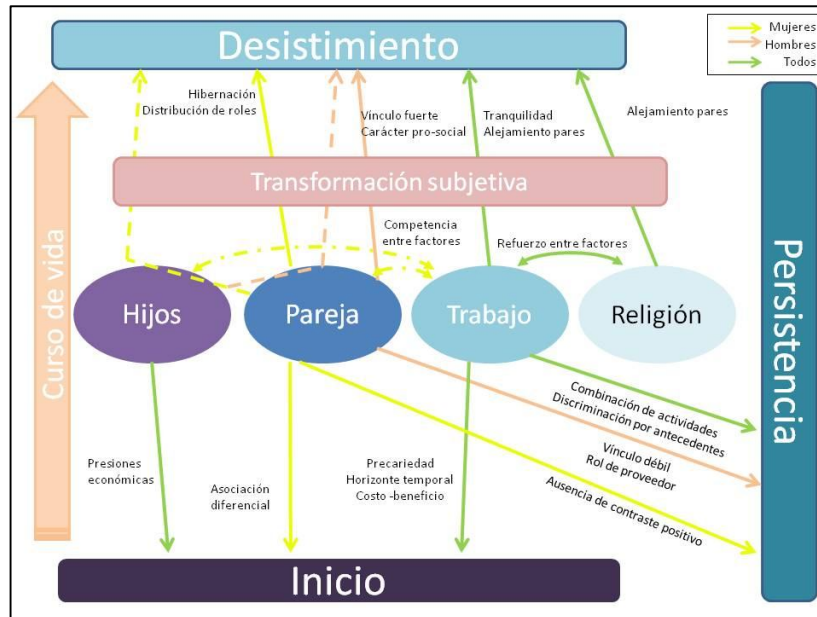 Desistimiento
Mujeres
Hombres
Todos
Hibernación
Distribución de roles
Vínculo fuerte
Carácter pro-social
Tranquilidad
Alejamiento pares
Alejamiento pares
Transformación subjetiva
Competencia
entre factores
Refuerzo entre factores
Curso de vida
Hijos
Pareja
Trabajo
Religión
Persistencia
Combinación de actividades
Discriminación por antecedentes
Vínculo débil
Rol de proveedor
Ausencia de contraste positivo
Presiones
económicas
Asociación
diferencial
Precariedad
Horizonte temporal
Costo -beneficio
Inicio